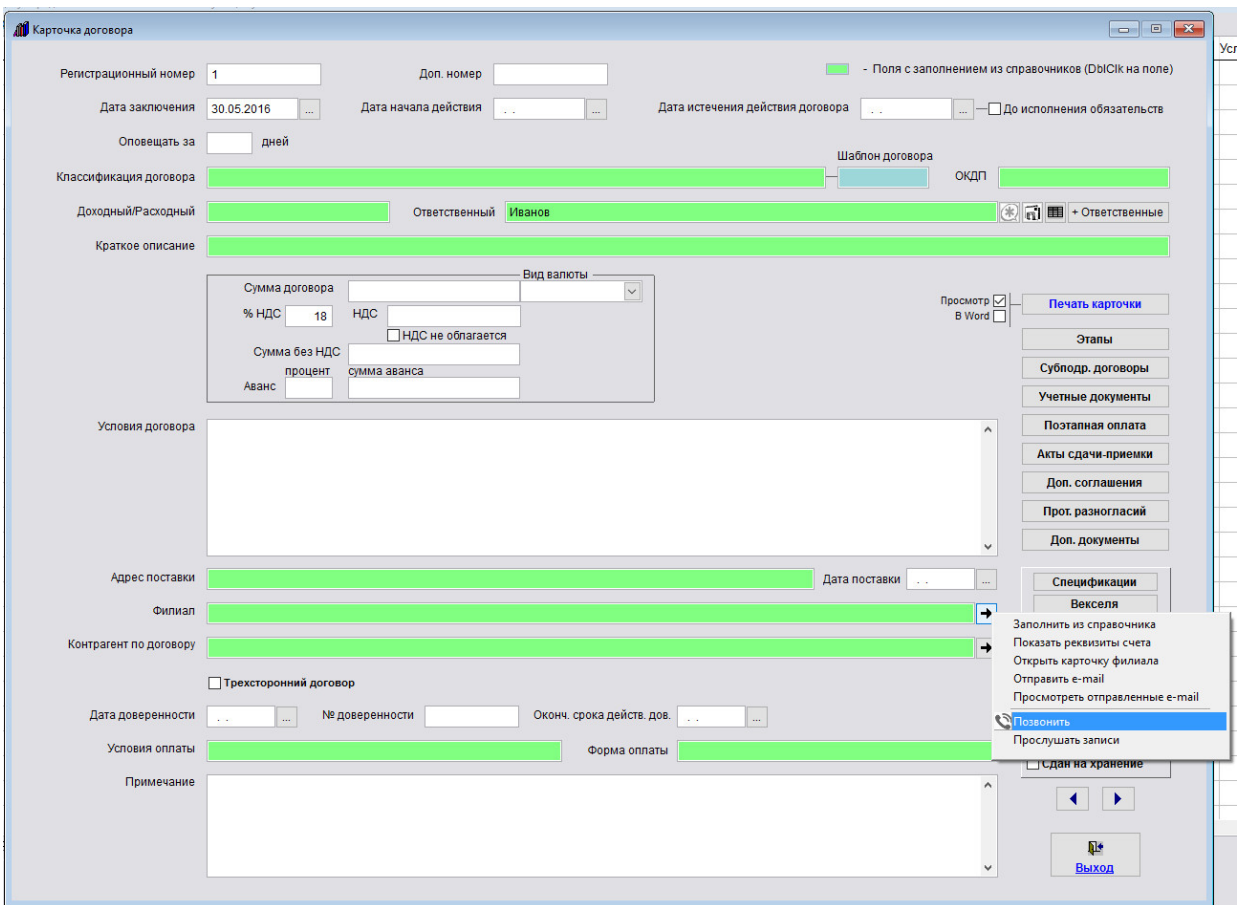 Карточка договора
Усл
Регистрационный номер 1 Доп. номер - Поля с заполнением из справочников (DblClk на поле)
Дата заключения 30.05.2016 ... Дата начала действия . . ... Дата истечения действия договора . . ... До исполнения обязательств
Оповещать за дней
Шаблон договора
Классификация договора ОКДП
Доходный/Расходный Ответственный Иванов + Ответственные
Краткое описание
Вид валюты
Сумма договора
% НДС 18 НДС
НДС не облагается
Сумма без НДС
процент сумма аванса
Аванс
Просмотр
В Word
Печать карточки
Этапы
Субподр. договоры
Учетные документы
Поэтапная оплата
Акты сдачи-приемки
Доп. соглашения
Прот. разногласий
Доп. документы
Условия договора
Адрес поставки Дата поставки . . ...
Спецификации
Векселя
Филиал
Контрагент по договору
Заполнить из справочника
Показать реквизиты счета
Открыть карточку филиала
Отправить e-mail
Просмотреть отправленные e-mail
Позвонить
Прослушать записи
Трехсторонний договор
Дата доверенности . . ... № доверенности Оконч. срока действ. дов. . . ...
Условия оплаты Форма оплаты
Сдан на хранение
Примечание
Выход